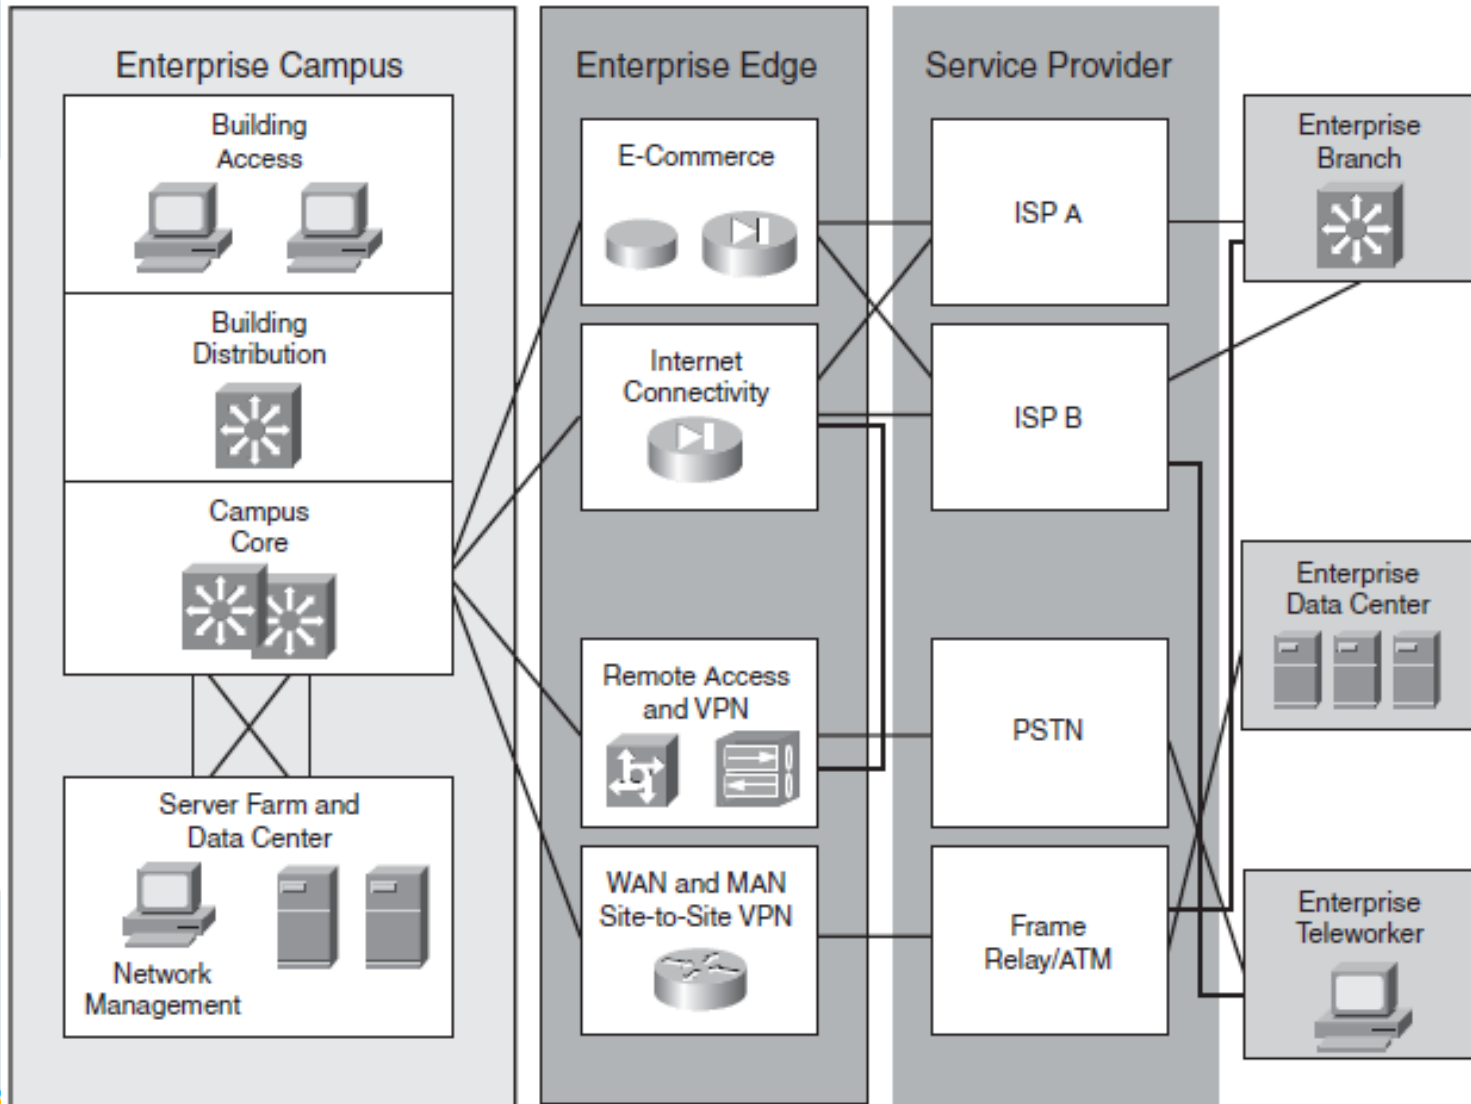 Enterprise Campus
Building
Access
Building
Distribution
Campus
Core
Server Farm and
Data Center
Network
Management
Enterprise Edge
E-Commerce
Internet
Connectivity
Remote Access
and VPN
WAN and MAN
Site-to-Site VPN
Service Provider
ISP A
ISP B
PSTN
Frame
Relay/ATM
Enterprise
Branch
Enterprise
Data Center
Enterprise
Teleworker